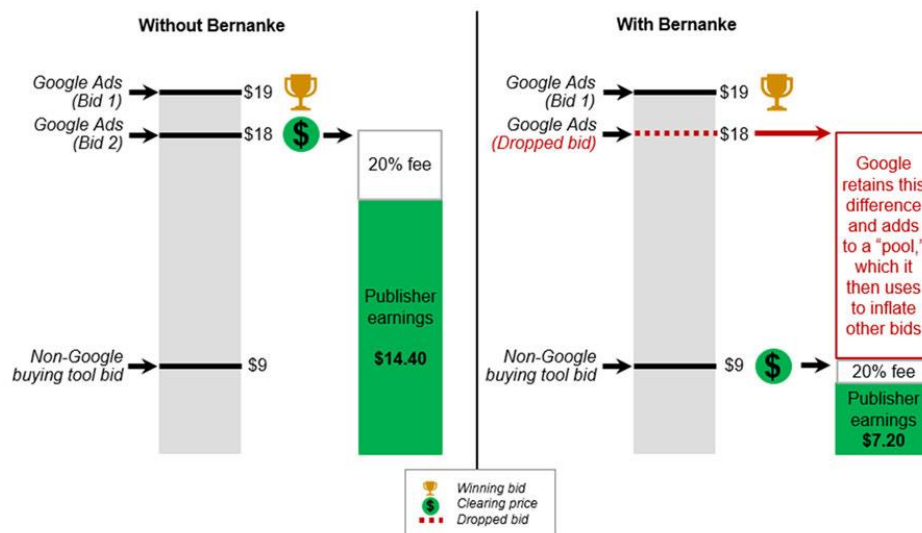 Without Bernanke
Google Ads
(Bid 1)
$19
Google Ads
(Bid 2)
$18
$
20% fee
Publisher
earnings
$14.40
Non-Google
buying tool bid
$9
With Bernanke
Google Ads
(Bid 1)
$19
Google Ads
(Dropped bid)
$18
Google
retains this
difference
and adds
to a “pool,”
which it
then uses
to inflate
other bids
Non-Google
buying tool bid
$9
$
20% fee
Publisher
earnings
$7.20
Winning bid
$
Clearing price
Dropped bid